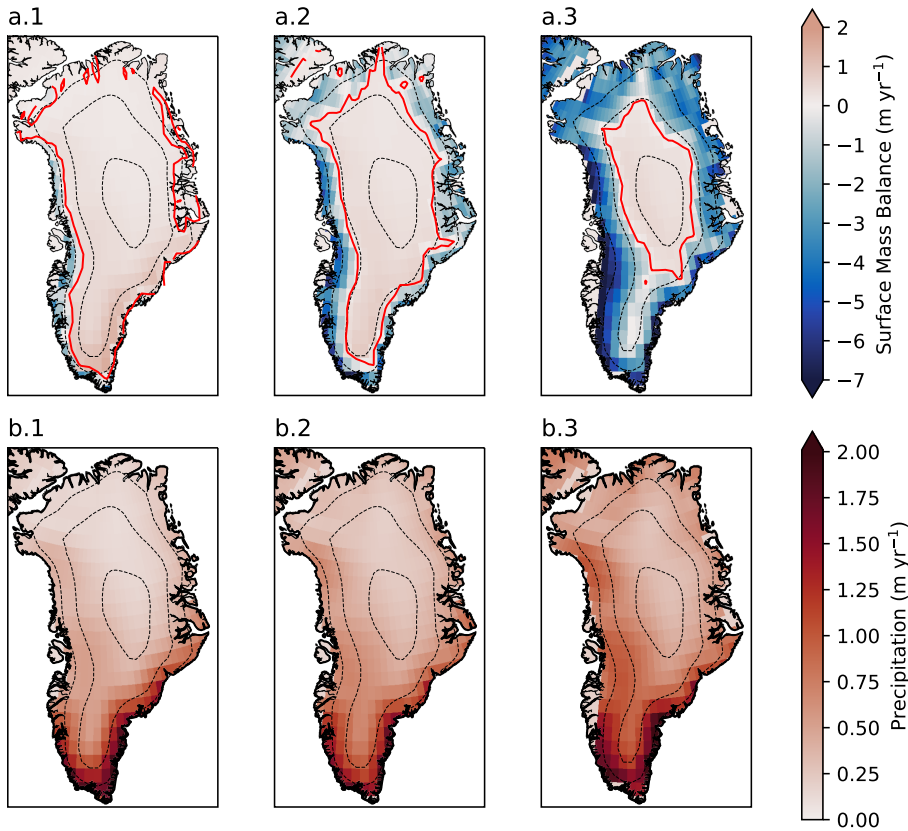 a.1
a.2
a.3
2
1
0
−1
−2
−3
−4
−5
−6
−7
Surface Mass Balance (m yr⁻¹)
b.1
b.2
b.3
2.00
1.75
1.50
1.25
1.00
0.75
0.50
0.25
0.00
Precipitation (m yr⁻¹)